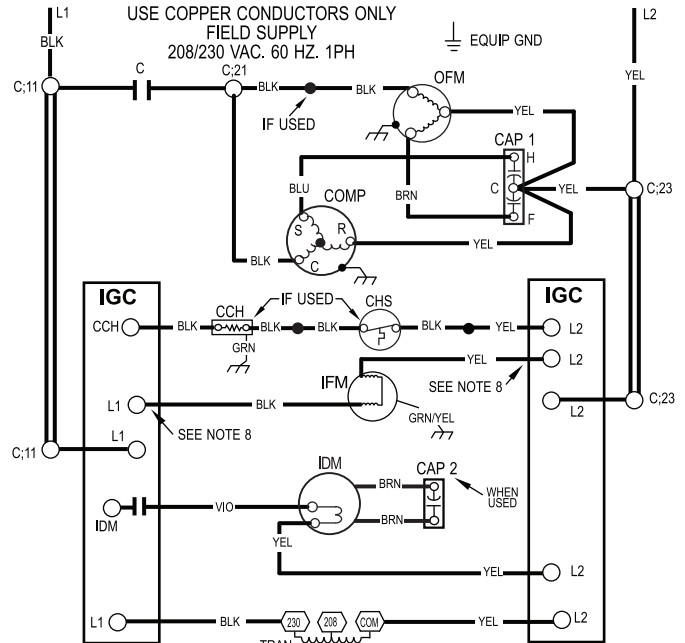 L1
USE COPPER CONDUCTORS ONLY
L2
BLK
FIELD SUPPLY
208/230 VAC. 60 HZ. 1PH
EQUIP GND
YEL
C;11
C
C;21
BLK
BLK
OFM
IF USED
YEL
CAP 1
H
BLU
BRN
C
YEL
C;23
COMP
F
S
R
YEL
BLK
C
IGC
IF USED
CHS
IGC
CCH
CCH
BLK
BLK
BLK
BLK
YEL
L2
GRN
YEL
L2
IFM
SEE NOTE 8
L1
BLK
GRN/YEL
L2
C;23
SEE NOTE 8
L1
C;11
IDM
CAP 2
BRN
WHEN USED
VIO
IDM
BRN
YEL
YEL
L2
L1
BLK
230
208
COM
YEL
L2
TRAN